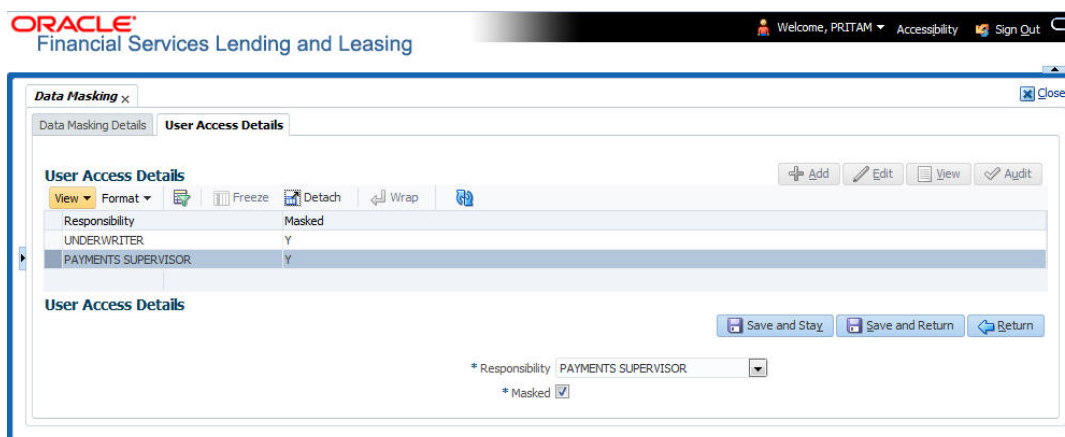 ORACLE®
Financial Services Lending and Leasing
Welcome, PRITAM Accessibility Sign Out
Data Masking × Close
Data Masking Details User Access Details
User Access Details
Add Edit View Audit
View Format Freeze Detach Wrap
Responsibility Masked
UNDERWRITER Y
PAYMENTS SUPERVISOR Y
User Access Details
Save and Stay Save and Return Return
* Responsibility PAYMENTS SUPERVISOR
* Masked